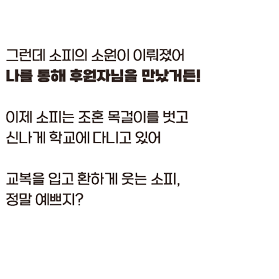 그런데 소피의 소원이 이뤄졌어
나를 통해 후원자님을 만났거든!
이제 소피는 조혼 목걸이를 벗고
신나게 학교에 다니고 있어
교복을 입고 환하게 웃는 소피,
정말 예쁘지?